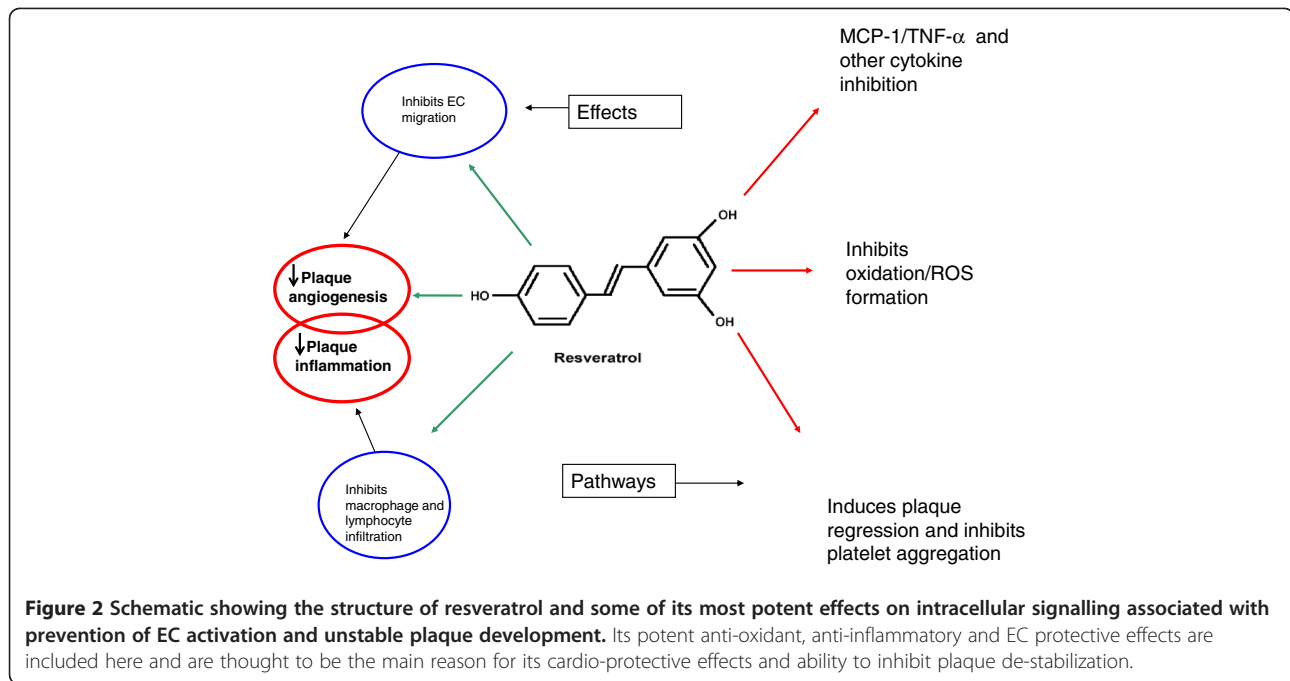 MCP-1/TNF-α and
other cytokine
inhibition
Inhibits EC
migration
Effects
OH
Inhibits
oxidation/ROS
formation
↓Plaque
angiogenesis
HO
OH
↓Plaque
inflammation
Resveratrol
Inhibits
macrophage and
lymphocyte
infiltration
Pathways
Induces plaque
regression and inhibits
platelet aggregation
Figure 2 Schematic showing the structure of resveratrol and some of its most potent effects on intracellular signalling associated with
prevention of EC activation and unstable plaque development. Its potent anti-oxidant, anti-inflammatory and EC protective effects are
included here and are thought to be the main reason for its cardio-protective effects and ability to inhibit plaque de-stabilization.